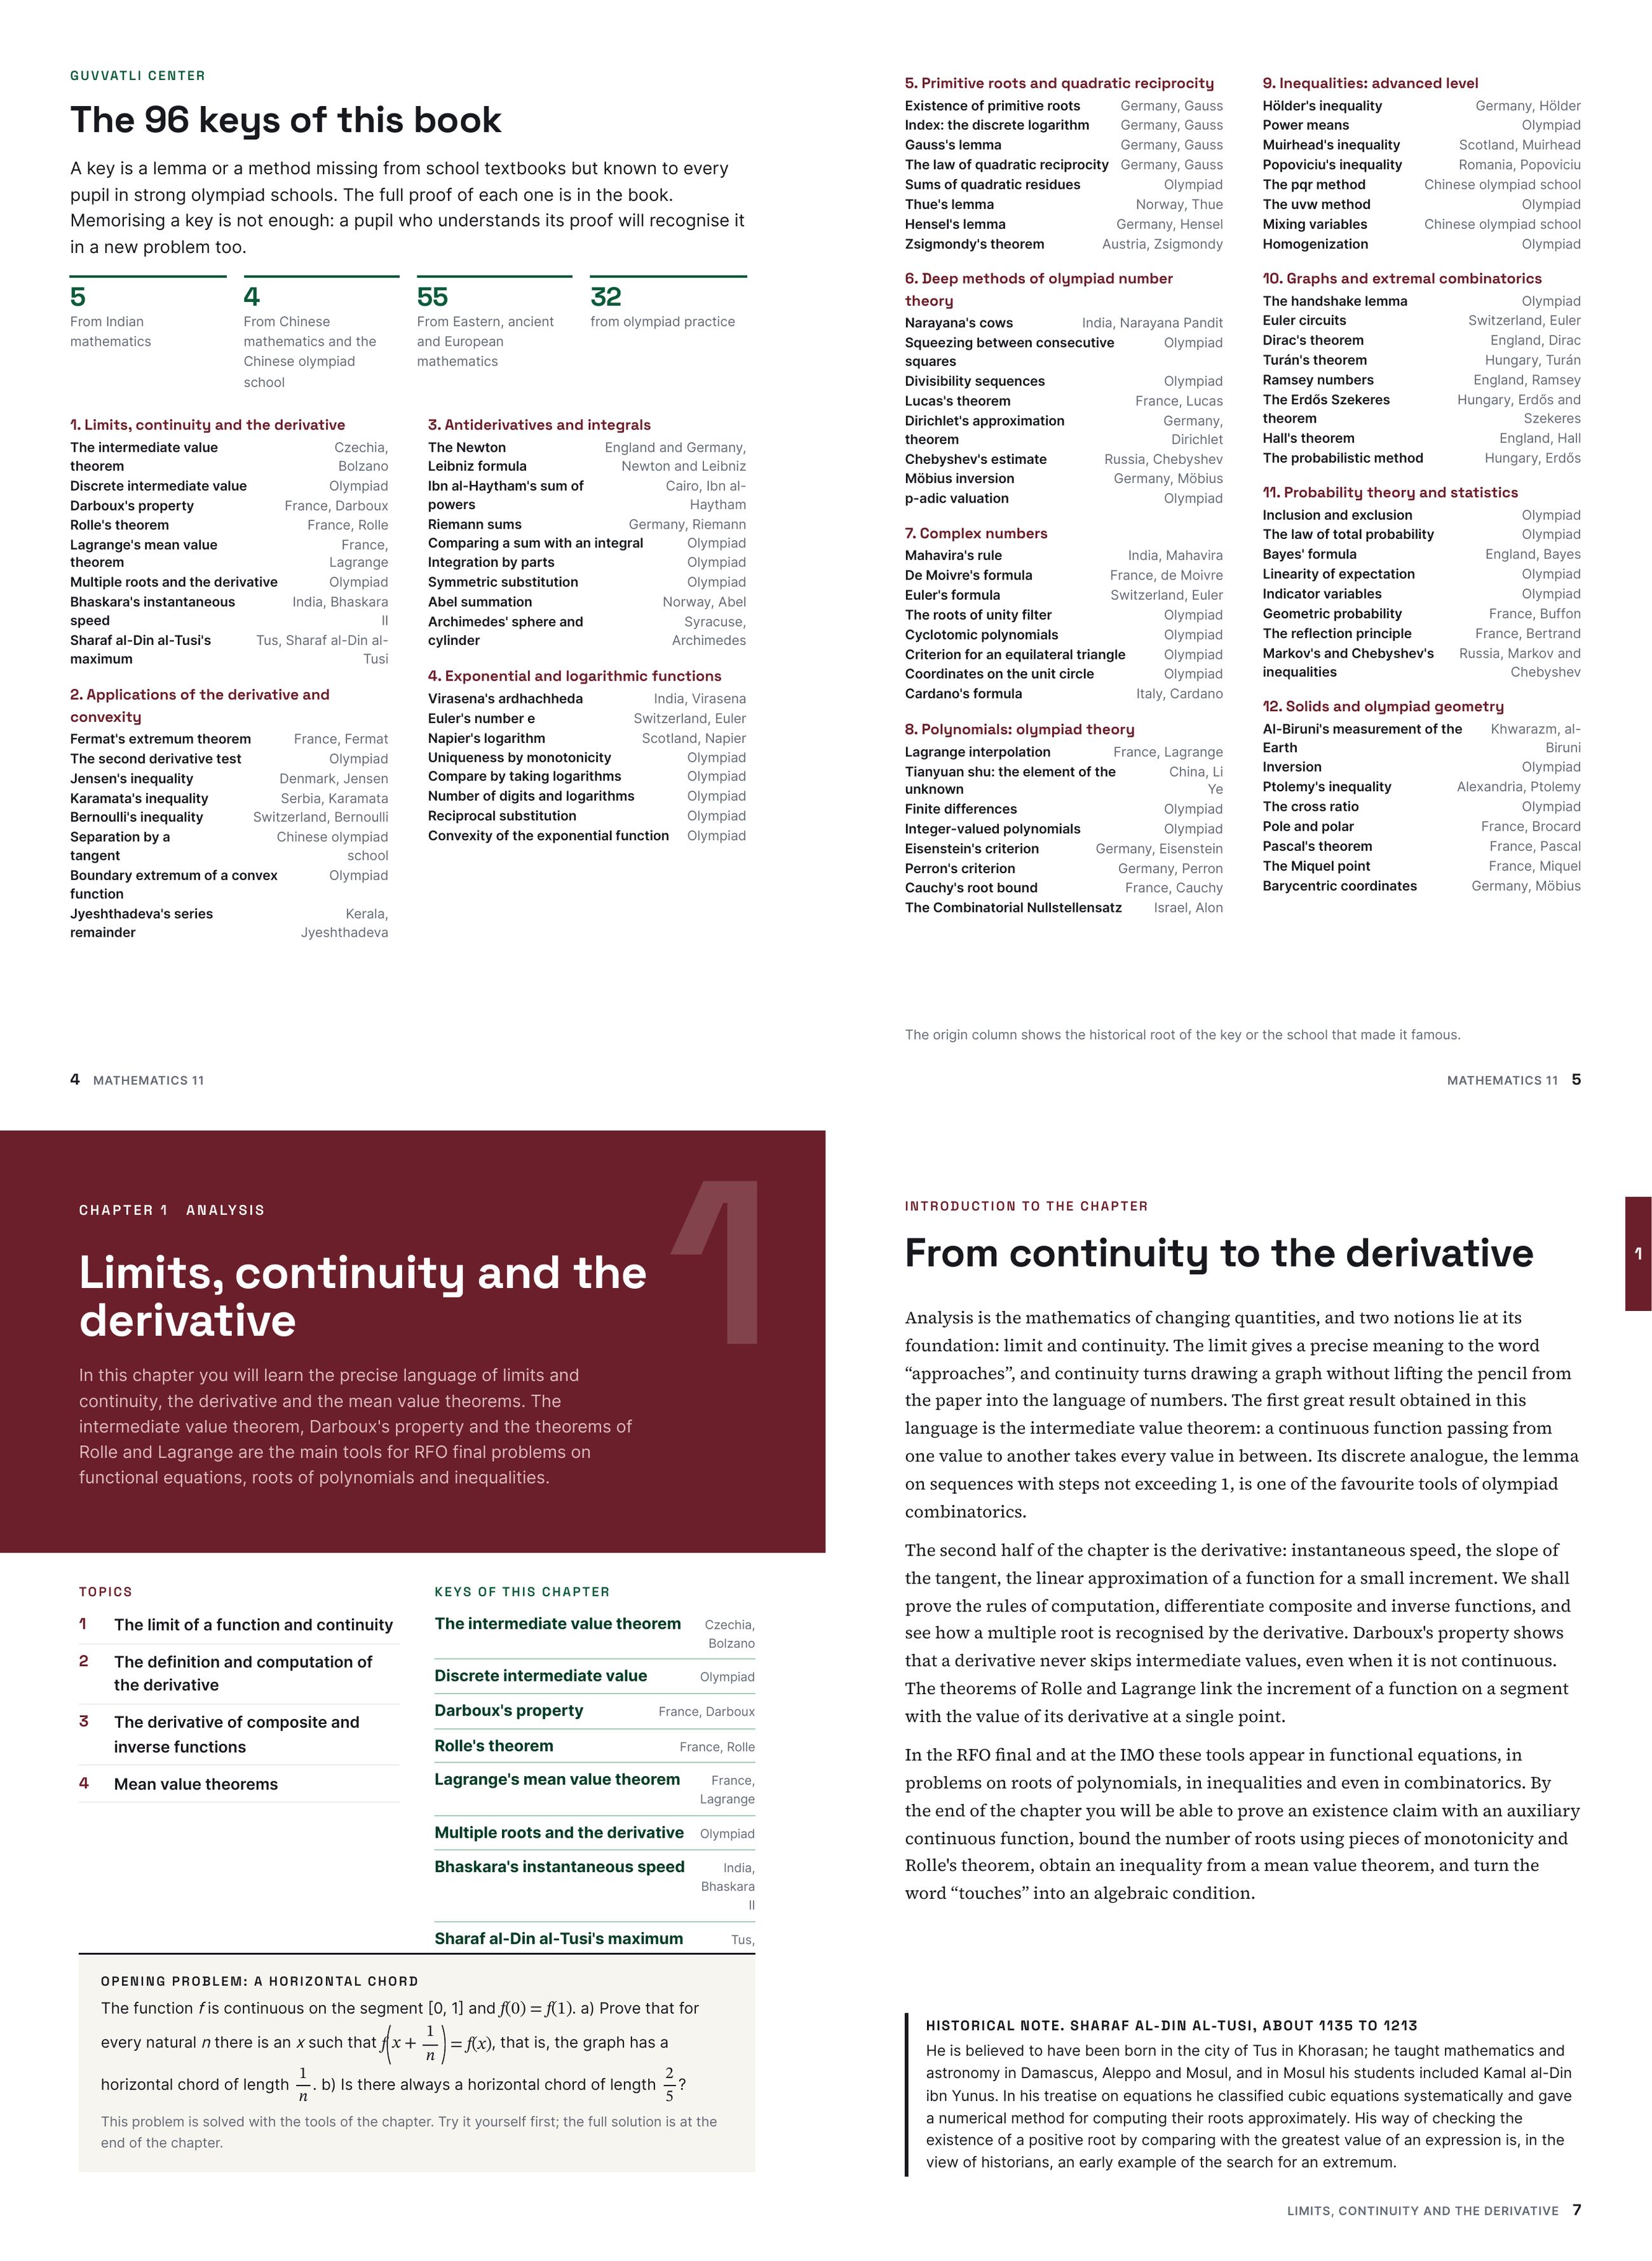 GUVVATLI CENTER
The 96 keys of this book
A key is a lemma or a method missing from school textbooks but known to every
pupil in strong olympiad schools. The full proof of each one is in the book.
Memorising a key is not enough: a pupil who understands its proof will recognise it
in a new problem too.
5
From Indian
mathematics
4
From Chinese
mathematics and the
Chinese olympiad
school
55
From Eastern, ancient
and European
mathematics
32
from olympiad practice
1. Limits, continuity and the derivative
The intermediate value Czechia,
theorem Bolzano
Discrete intermediate value Olympiad
Darboux's property France, Darboux
Rolle's theorem France, Rolle
Lagrange's mean value France,
theorem Lagrange
Multiple roots and the derivative Olympiad
Bhaskara's instantaneous India, Bhaskara
speed II
Sharaf al-Din al-Tusi's Tus, Sharaf al-Din al-
maximum Tusi
2. Applications of the derivative and
convexity
Fermat's extremum theorem France, Fermat
The second derivative test Olympiad
Jensen's inequality Denmark, Jensen
Karamata's inequality Serbia, Karamata
Bernoulli's inequality Switzerland, Bernoulli
Separation by a Chinese olympiad
tangent school
Boundary extremum of a convex Olympiad
function
Jyeshthadeva's series Kerala,
remainder Jyeshthadeva
3. Antiderivatives and integrals
The Newton England and Germany,
Leibniz formula Newton and Leibniz
Ibn al-Haytham's sum of Cairo, Ibn al-
powers Haytham
Riemann sums Germany, Riemann
Comparing a sum with an integral Olympiad
Integration by parts Olympiad
Symmetric substitution Olympiad
Abel summation Norway, Abel
Archimedes' sphere and Syracuse,
cylinder Archimedes
4. Exponential and logarithmic functions
Virasena's ardhachheda India, Virasena
Euler's number e Switzerland, Euler
Napier's logarithm Scotland, Napier
Uniqueness by monotonicity Olympiad
Compare by taking logarithms Olympiad
Number of digits and logarithms Olympiad
Reciprocal substitution Olympiad
Convexity of the exponential function Olympiad
4 MATHEMATICS 11
5. Primitive roots and quadratic reciprocity
Existence of primitive roots Germany, Gauss
Index: the discrete logarithm Germany, Gauss
Gauss's lemma Germany, Gauss
The law of quadratic reciprocity Germany, Gauss
Sums of quadratic residues Olympiad
Thue's lemma Norway, Thue
Hensel's lemma Germany, Hensel
Zsigmondy's theorem Austria, Zsigmondy
6. Deep methods of olympiad number
theory
Narayana's cows India, Narayana Pandit
Squeezing between consecutive Olympiad
squares
Divisibility sequences Olympiad
Lucas's theorem France, Lucas
Dirichlet's approximation Germany,
theorem Dirichlet
Chebyshev's estimate Russia, Chebyshev
Möbius inversion Germany, Möbius
p-adic valuation Olympiad
7. Complex numbers
Mahavira's rule India, Mahavira
De Moivre's formula France, de Moivre
Euler's formula Switzerland, Euler
The roots of unity filter Olympiad
Cyclotomic polynomials Olympiad
Criterion for an equilateral triangle Olympiad
Coordinates on the unit circle Olympiad
Cardano's formula Italy, Cardano
8. Polynomials: olympiad theory
Lagrange interpolation France, Lagrange
Tianyuan shu: the element of the China, Li
unknown Ye
Finite differences Olympiad
Integer-valued polynomials Olympiad
Eisenstein's criterion Germany, Eisenstein
Perron's criterion Germany, Perron
Cauchy's root bound France, Cauchy
The Combinatorial Nullstellensatz Israel, Alon
9. Inequalities: advanced level
Hölder's inequality Germany, Hölder
Power means Olympiad
Muirhead's inequality Scotland, Muirhead
Popoviciu's inequality Romania, Popoviciu
The pqr method Chinese olympiad school
The uvw method Olympiad
Mixing variables Chinese olympiad school
Homogenization Olympiad
10. Graphs and extremal combinatorics
The handshake lemma Olympiad
Euler circuits Switzerland, Euler
Dirac's theorem England, Dirac
Turán's theorem Hungary, Turán
Ramsey numbers England, Ramsey
The Erdős Szekeres Hungary, Erdős and
theorem Szekeres
Hall's theorem England, Hall
The probabilistic method Hungary, Erdős
11. Probability theory and statistics
Inclusion and exclusion Olympiad
The law of total probability Olympiad
Bayes' formula England, Bayes
Linearity of expectation Olympiad
Indicator variables Olympiad
Geometric probability France, Buffon
The reflection principle France, Bertrand
Markov's and Chebyshev's Russia, Markov and
inequalities Chebyshev
12. Solids and olympiad geometry
Al-Biruni's measurement of the Khwarazm, al-
Earth Biruni
Inversion Olympiad
Ptolemy's inequality Alexandria, Ptolemy
The cross ratio Olympiad
Pole and polar France, Brocard
Pascal's theorem France, Pascal
The Miquel point France, Miquel
Barycentric coordinates Germany, Möbius
The origin column shows the historical root of the key or the school that made it famous.
MATHEMATICS 11 5
CHAPTER 1 ANALYSIS
1
Limits, continuity and the
derivative
In this chapter you will learn the precise language of limits and
continuity, the derivative and the mean value theorems. The
intermediate value theorem, Darboux's property and the theorems of
Rolle and Lagrange are the main tools for RFO final problems on
functional equations, roots of polynomials and inequalities.
TOPICS
1 The limit of a function and continuity
2 The definition and computation of
the derivative
3 The derivative of composite and
inverse functions
4 Mean value theorems
KEYS OF THIS CHAPTER
The intermediate value theorem Czechia,
Bolzano
Discrete intermediate value Olympiad
Darboux's property France, Darboux
Rolle's theorem France, Rolle
Lagrange's mean value theorem France,
Lagrange
Multiple roots and the derivative Olympiad
Bhaskara's instantaneous speed India,
Bhaskara
II
Sharaf al-Din al-Tusi's maximum Tus,
OPENING PROBLEM: A HORIZONTAL CHORD
The function f is continuous on the segment [0, 1] and f(0) = f(1). a) Prove that for
every natural n there is an x such that f(x + 1/n) = f(x), that is, the graph has a
horizontal chord of length 1/n. b) Is there always a horizontal chord of length 2/5?
This problem is solved with the tools of the chapter. Try it yourself first; the full solution is at the
end of the chapter.
INTRODUCTION TO THE CHAPTER
1
From continuity to the derivative
Analysis is the mathematics of changing quantities, and two notions lie at its
foundation: limit and continuity. The limit gives a precise meaning to the word
“approaches”, and continuity turns drawing a graph without lifting the pencil from
the paper into the language of numbers. The first great result obtained in this
language is the intermediate value theorem: a continuous function passing from
one value to another takes every value in between. Its discrete analogue, the lemma
on sequences with steps not exceeding 1, is one of the favourite tools of olympiad
combinatorics.
The second half of the chapter is the derivative: instantaneous speed, the slope of
the tangent, the linear approximation of a function for a small increment. We shall
prove the rules of computation, differentiate composite and inverse functions, and
see how a multiple root is recognised by the derivative. Darboux's property shows
that a derivative never skips intermediate values, even when it is not continuous.
The theorems of Rolle and Lagrange link the increment of a function on a segment
with the value of its derivative at a single point.
In the RFO final and at the IMO these tools appear in functional equations, in
problems on roots of polynomials, in inequalities and even in combinatorics. By
the end of the chapter you will be able to prove an existence claim with an auxiliary
continuous function, bound the number of roots using pieces of monotonicity and
Rolle's theorem, obtain an inequality from a mean value theorem, and turn the
word “touches” into an algebraic condition.
HISTORICAL NOTE. SHARAF AL-DIN AL-TUSI, ABOUT 1135 TO 1213
He is believed to have been born in the city of Tus in Khorasan; he taught mathematics and
astronomy in Damascus, Aleppo and Mosul, and in Mosul his students included Kamal al-Din
ibn Yunus. In his treatise on equations he classified cubic equations systematically and gave
a numerical method for computing their roots approximately. His way of checking the
existence of a positive root by comparing with the greatest value of an expression is, in the
view of historians, an early example of the search for an extremum.
LIMITS, CONTINUITY AND THE DERIVATIVE 7